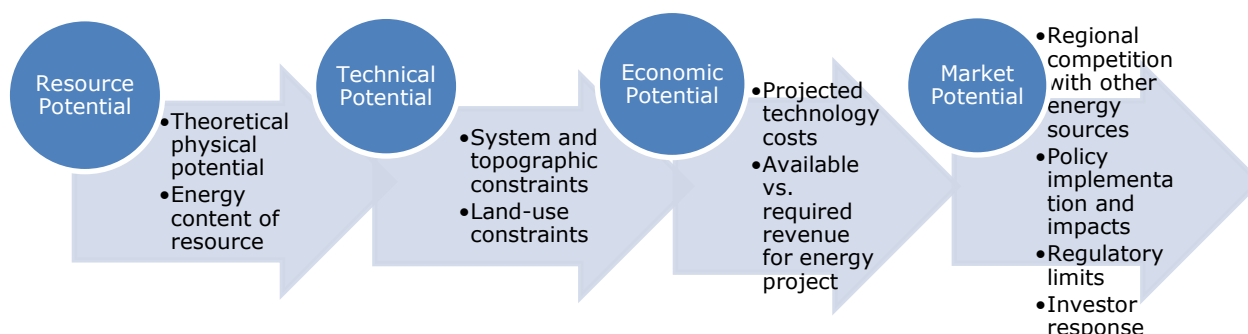 Resource
Potential
•Theoretical
physical
potential
•Energy
content of
resource
Technical
Potential
•System and
topographic
constraints
•Land-use
constraints
Economic
Potential
•Projected
technology
costs
•Available
vs.
required
revenue
for energy
project
Market
Potential
•Regional
competition
with other
energy
sources
•Policy
implementa
tion and
impacts
•Regulatory
limits
•Investor
response